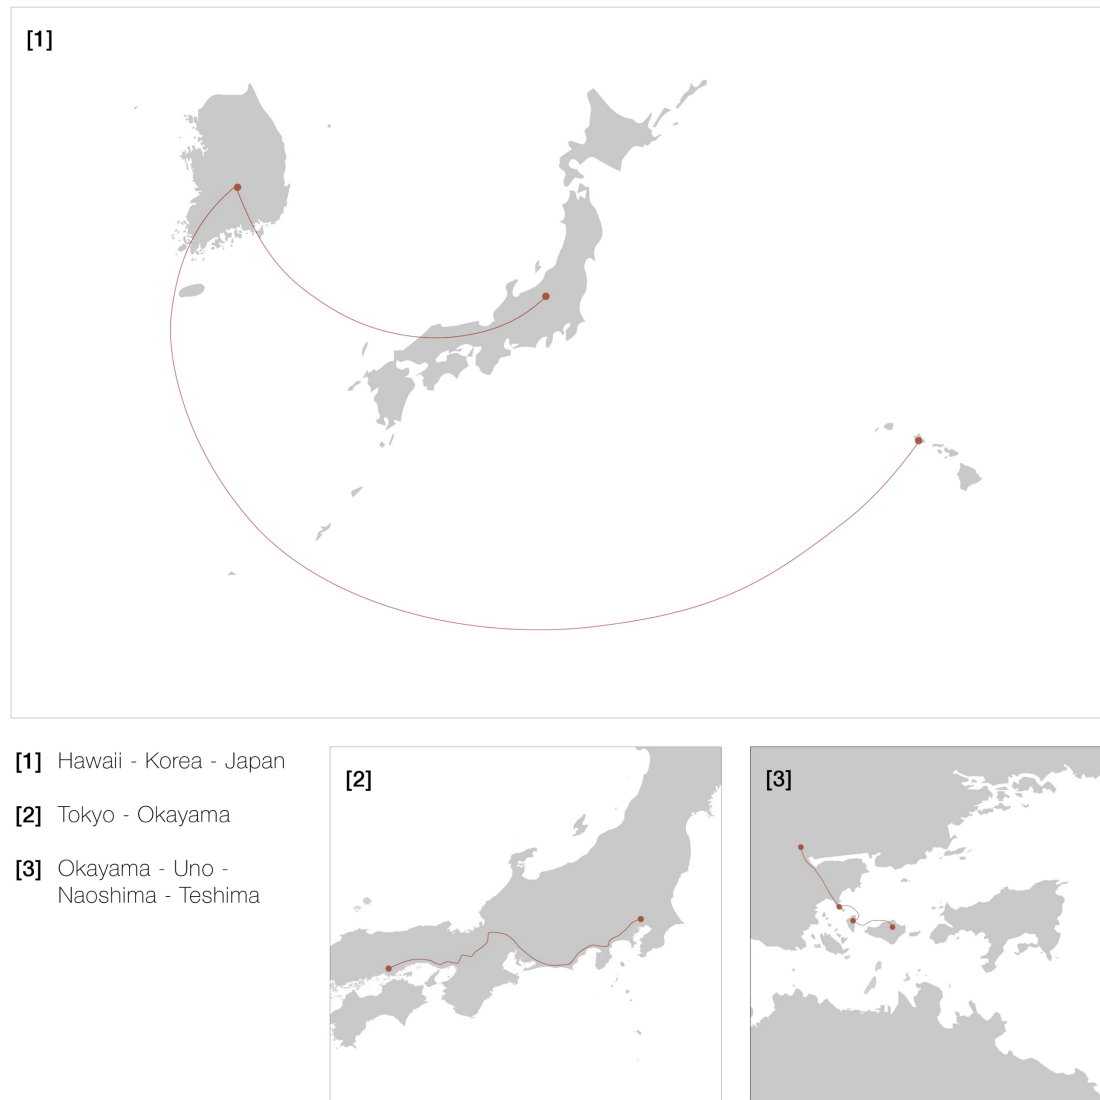 [1]
[1] Hawaii - Korea - Japan
[2] Tokyo - Okayama
[3] Okayama - Uno -
Naoshima - Teshima
[2]
[3]